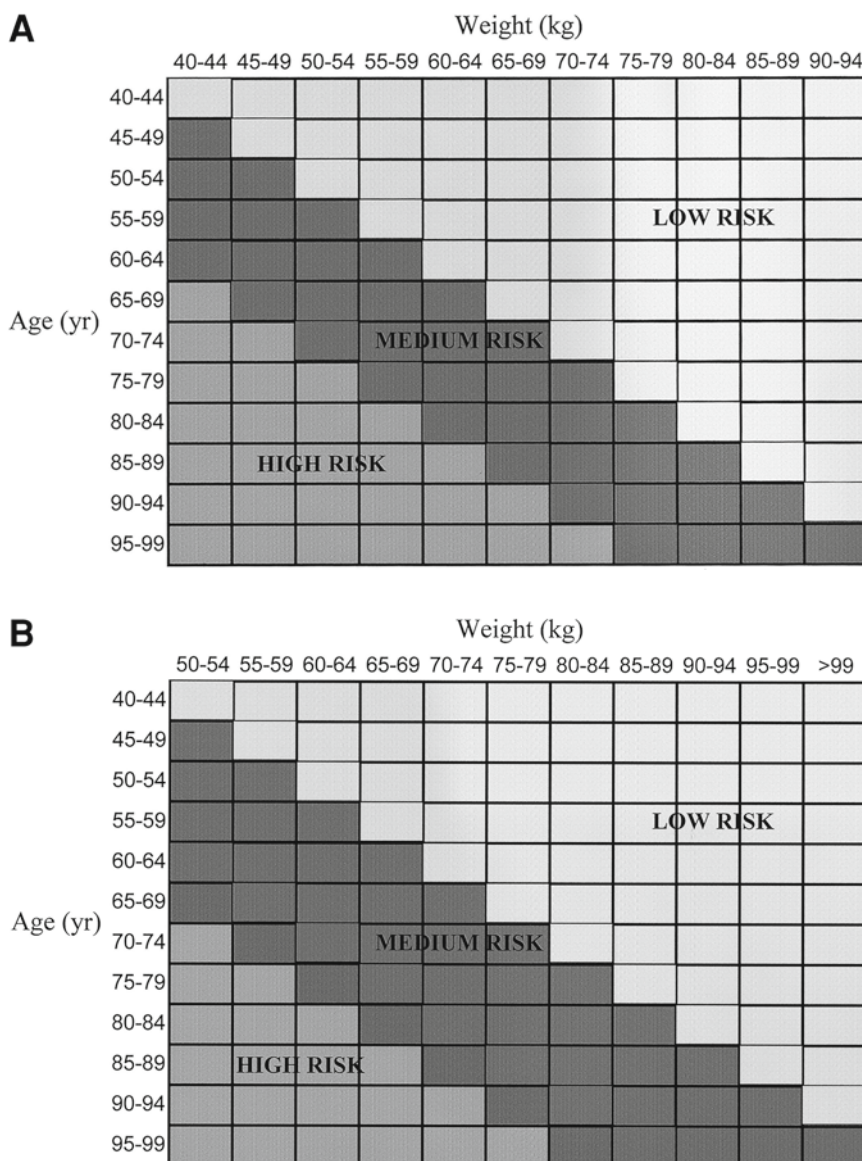 A
Weight (kg)
40-44 45-49 50-54 55-59 60-64 65-69 70-74 75-79 80-84 85-89 90-94
40-44
45-49
50-54
55-59 LOW RISK
60-64
65-69
Age (yr)
70-74 MEDIUM RISK
75-79
80-84
85-89 HIGH RISK
90-94
95-99
B
Weight (kg)
50-54 55-59 60-64 65-69 70-74 75-79 80-84 85-89 90-94 95-99 >99
40-44
45-49
50-54
55-59 LOW RISK
60-64
65-69
Age (yr)
70-74 MEDIUM RISK
75-79
80-84
85-89 HIGH RISK
90-94
95-99